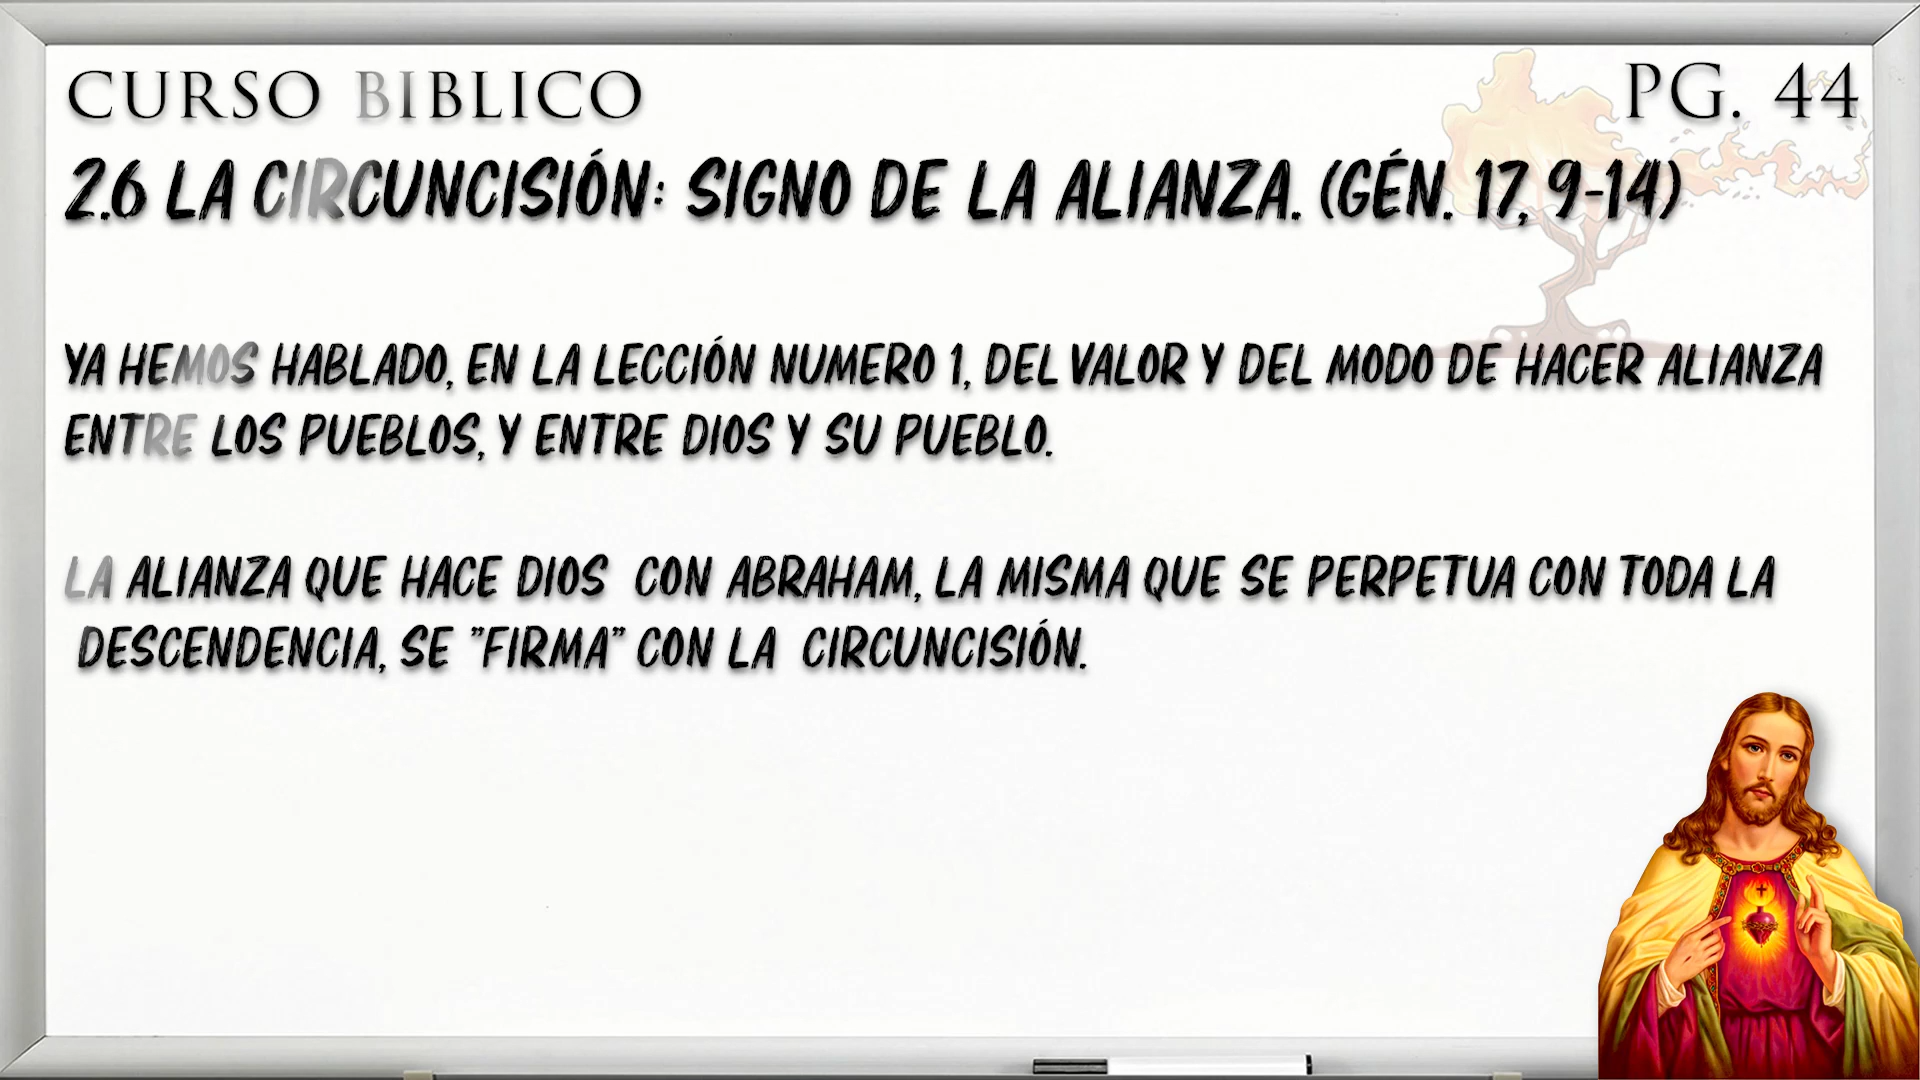 CURSO BIBLICO
PG. 44
2.6 LA CIRCUNCISIÓN: SIGNO DE LA ALIANZA. (GÉN. 17, 9-14)
YA HEMOS HABLADO, EN LA LECCIÓN NUMERO 1, DEL VALOR Y DEL MODO DE HACER ALIANZA
ENTRE LOS PUEBLOS, Y ENTRE DIOS Y SU PUEBLO.
LA ALIANZA QUE HACE DIOS CON ABRAHAM, LA MISMA QUE SE PERPETUA CON TODA LA
DESCENDENCIA, SE "FIRMA" CON LA CIRCUNCISIÓN.